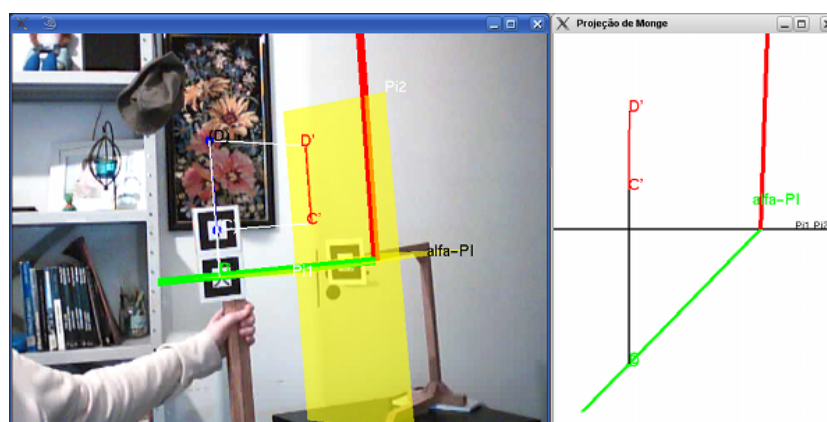 Projeção de Monge
Pi2
(D)
D'
C'
alfa-PI
Pi1
D'
C'
alfa-PI
Pi1 Pi2